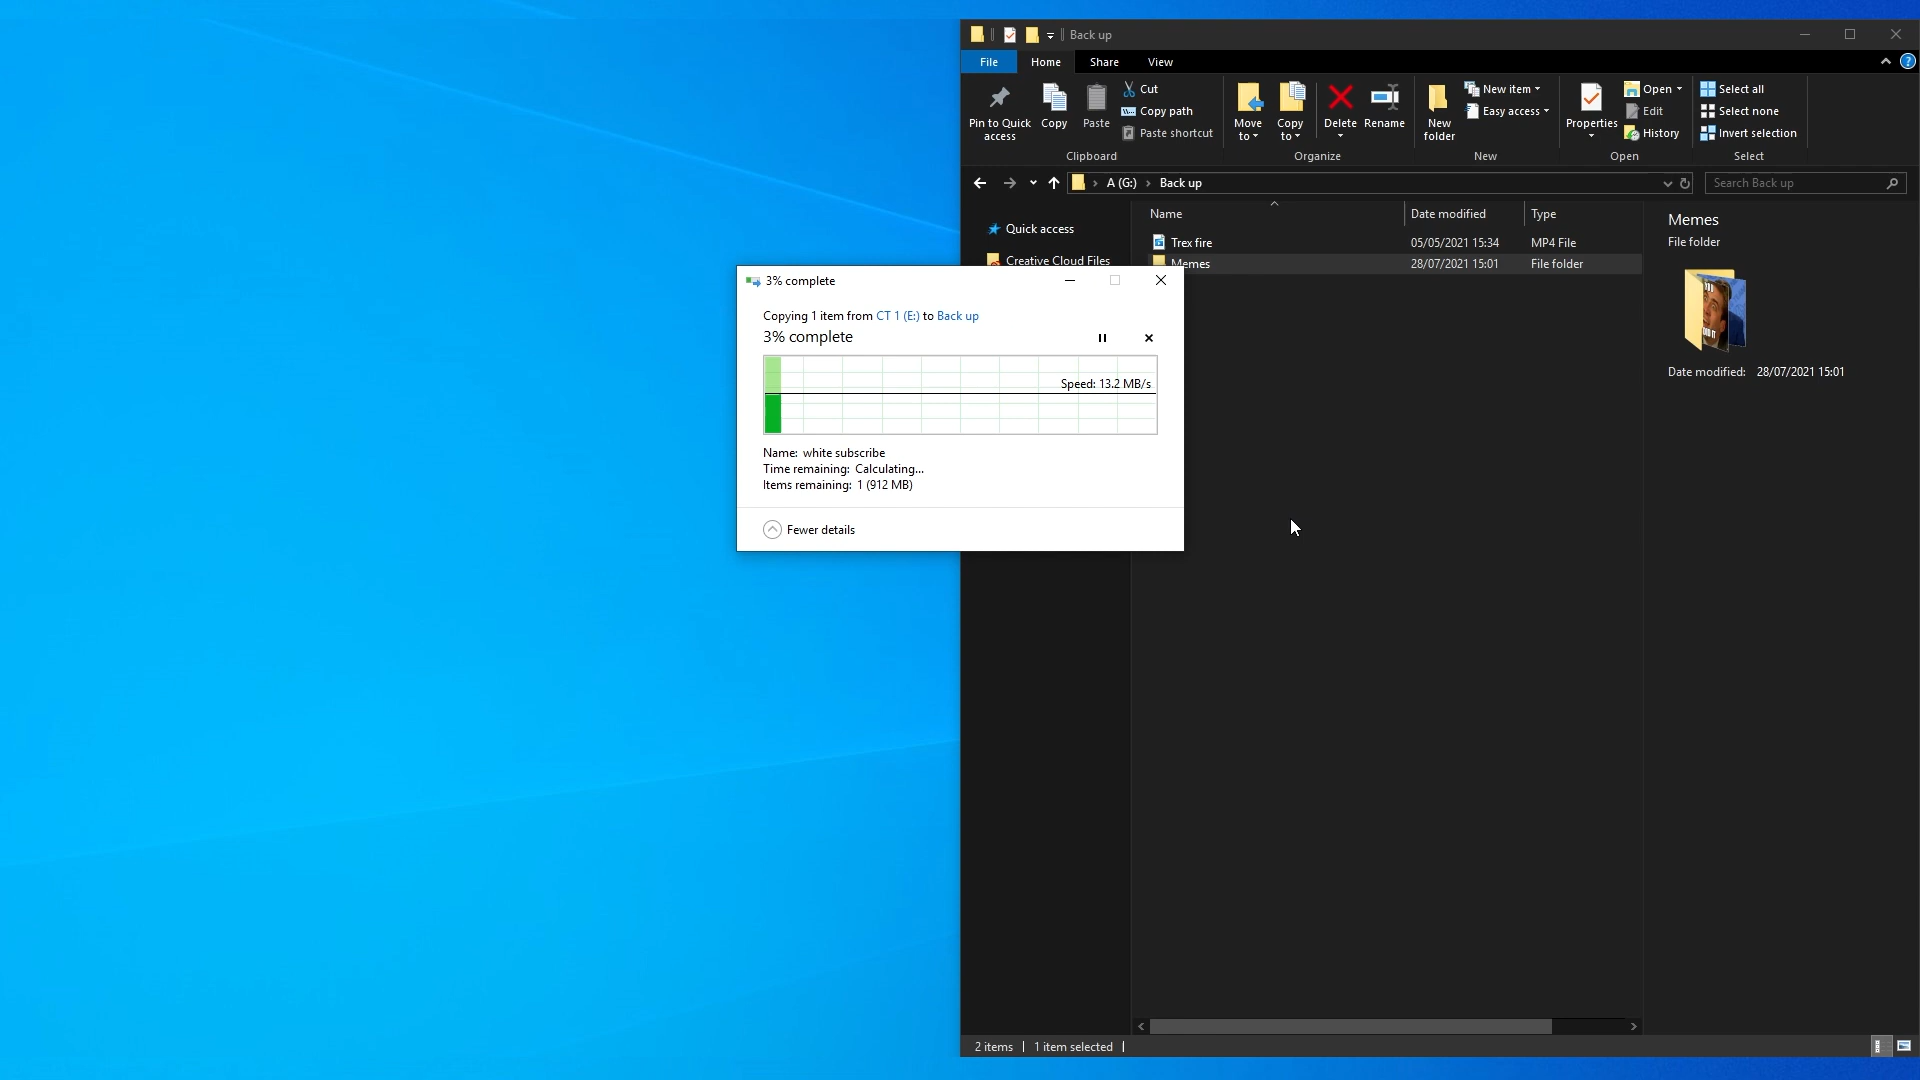 Back up
File
Home
Share
View
Pin to Quick
access
Copy
Paste
Cut
Copy path
Paste shortcut
Clipboard
Move
to
Copy
to
Delete
Rename
Organize
New
folder
New item
Easy access
New
Properties
Open
Edit
History
Open
Select all
Select none
Invert selection
Select
A (G:) > Back up
Search Back up
Quick access
Creative Cloud Files
Name
Date modified
Type
Trex fire
05/05/2021 15:34
MP4 File
Memes
28/07/2021 15:01
File folder
Memes
File folder
Date modified: 28/07/2021 15:01
3% complete
Copying 1 item from CT 1 (E:) to Back up
3% complete
Speed: 13.2 MB/s
Name: white subscribe
Time remaining: Calculating...
Items remaining: 1 (912 MB)
Fewer details
2 items
1 item selected